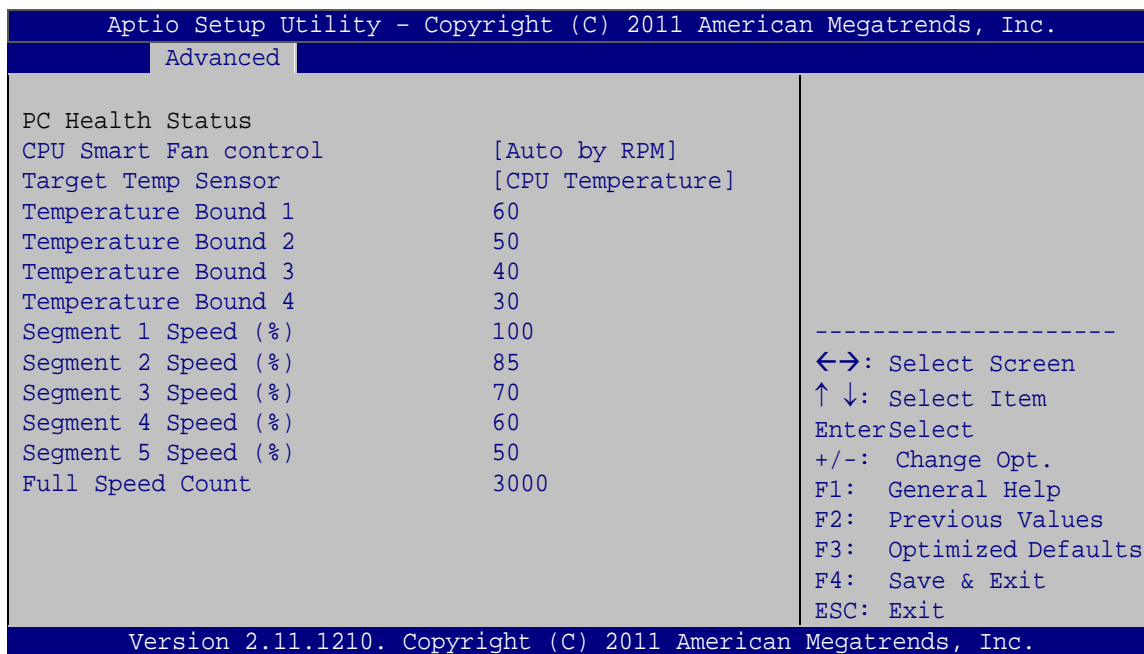 Aptio Setup Utility – Copyright (C) 2011 American Megatrends, Inc.
Advanced
PC Health Status
CPU Smart Fan control [Auto by RPM]
Target Temp Sensor [CPU Temperature]
Temperature Bound 1 60
Temperature Bound 2 50
Temperature Bound 3 40
Temperature Bound 4 30
Segment 1 Speed (%) 100
Segment 2 Speed (%) 85
Segment 3 Speed (%) 70
Segment 4 Speed (%) 60
Segment 5 Speed (%) 50
Full Speed Count 3000
---------------------
←→: Select Screen
↑ ↓: Select Item
EnterSelect
+/-: Change Opt.
F1: General Help
F2: Previous Values
F3: Optimized Defaults
F4: Save & Exit
ESC: Exit
Version 2.11.1210. Copyright (C) 2011 American Megatrends, Inc.